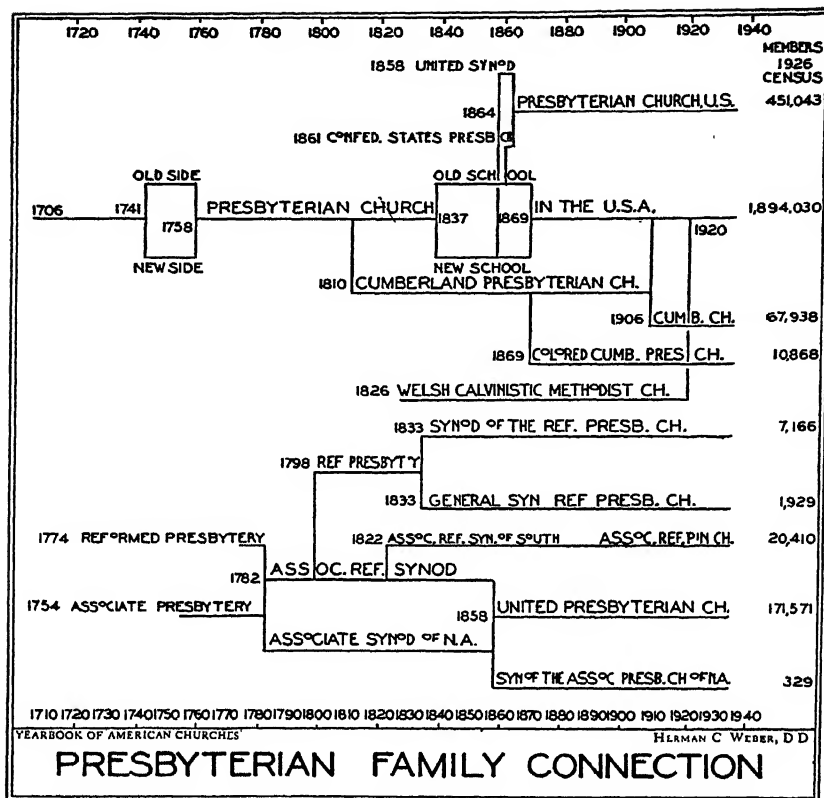 1720 1740 1760 1780 1800 1820 1840 1860 1880 1900 1920 1940
MEMBERS
1926
CENSUS
1858 UNITED SYNOD
1864 PRESBYTERIAN CHURCH, U.S. 451,043
1861 CONFED. STATES PRESB CH
OLD SIDE OLD SCHOOL
1706 1741 1758 PRESBYTERIAN CHURCH 1837 1869 IN THE U.S.A. 1,894,030
1920
NEW SIDE NEW SCHOOL
1810 CUMBERLAND PRESBYTERIAN CH.
1906 CUMB. CH. 67,938
1869 COLORED CUMB. PRES CH. 10,868
1826 WELSH CALVINISTIC METHODIST CH.
1833 SYNOD OF THE REF. PRESB. CH. 7,166
1798 REF PRESBYTY
1833 GENERAL SYN REF PRESB. CH. 1,929
1774 REFORMED PRESBYTERY 1822 ASSOC. REF. SYN. OF SOUTH ASSOC. REF. P'IN CH. 20,410
1782 ASSOC. REF. SYNOD
1754 ASSOCIATE PRESBYTERY 1858 UNITED PRESBYTERIAN CH. 171,571
ASSOCIATE SYNOD OF N.A.
SYN OF THE ASSOC PRESB. CH OF N.A. 329
1710 1720 1730 1740 1750 1760 1770 1780 1790 1800 1810 1820 1830 1840 1850 1860 1870 1880 1890 1900 1910 1920 1930 1940
YEARBOOK OF AMERICAN CHURCHES HERMAN C WEBER, D D
PRESBYTERIAN FAMILY CONNECTION